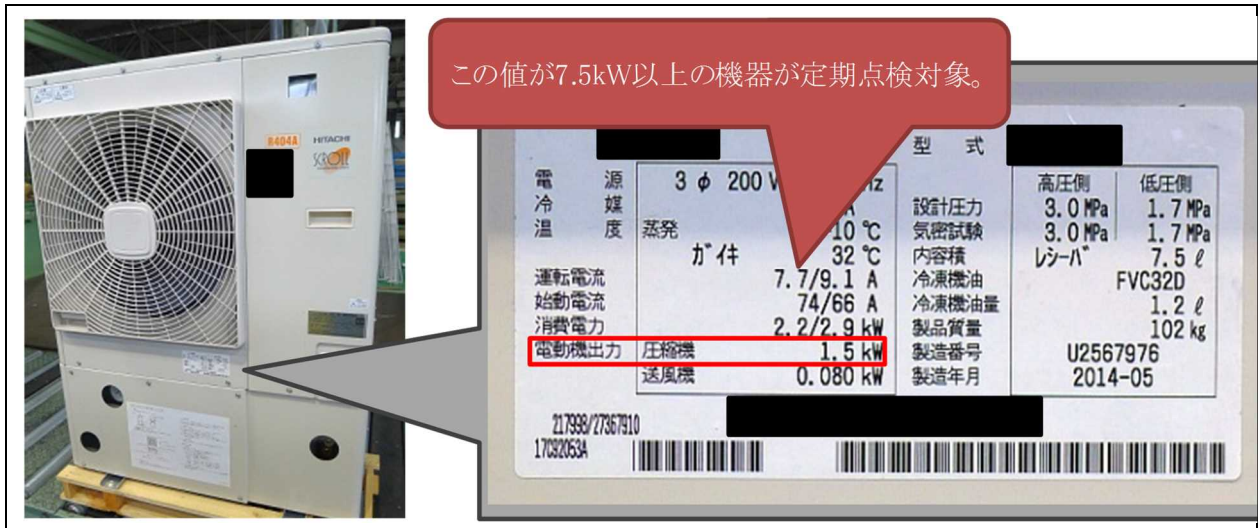 この値が7.5kW以上の機器が定期点検対象。
R404A HITACHI
SCROLL
型 式
電 源 3φ 200 V
冷 媒
温 度 蒸発 -10 ℃
ガイキ 32 ℃
運転電流 7.7/9.1 A
始動電流 74/66 A
消費電力 2.2/2.9 kW
電動機出力 圧縮機 1.5 kW
送風機 0.080 kW
高圧側 低圧側
設計圧力 3.0 MPa 1.7 MPa
気密試験 3.0 MPa 1.7 MPa
内容積 レシーバ 7.5 ℓ
冷凍機油 FVC32D
冷凍機油量 1.2 ℓ
製品質量 102 kg
製造番号 U2567976
製造年月 2014-05
217998/27367910
17C92053A